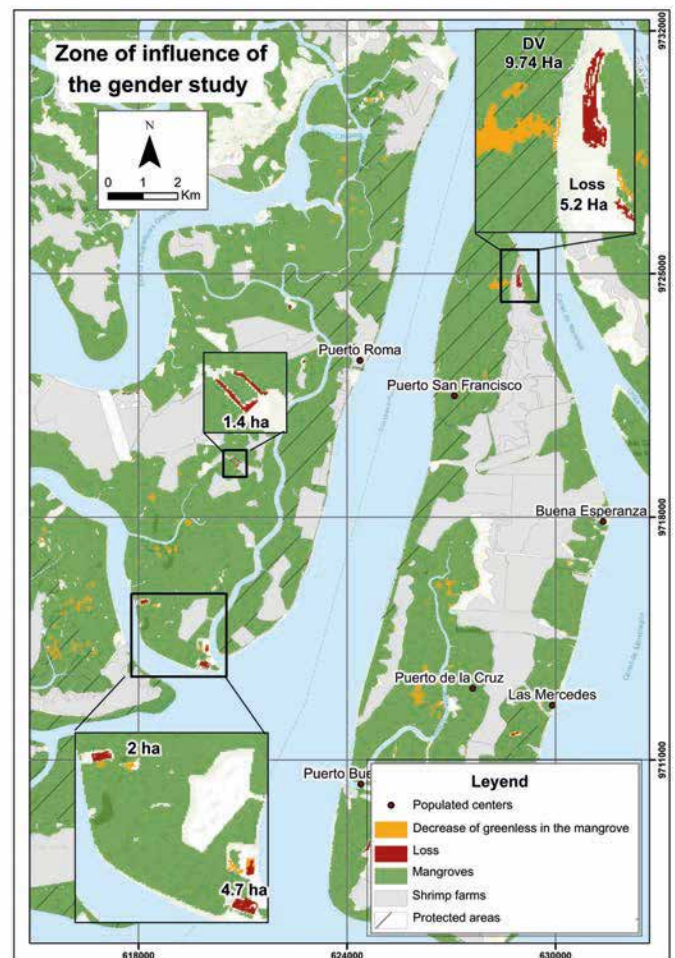 Zone of influence of
the gender study
N
0 1 2
Km
DV
9.74 Ha
Loss
5.2 Ha
9732000
9725000
Puerto Roma
Puerto San Francisco
1.4 ha
9718000
Buena Esperanza
Puerto de la Cruz
Las Mercedes
2 ha
4.7 ha
9711000
Puerto Bue
Leyend
Populated centers
Decrease of greenless in the mangrove
Loss
Mangroves
Shrimp farms
Protected areas
618000
624000
630000